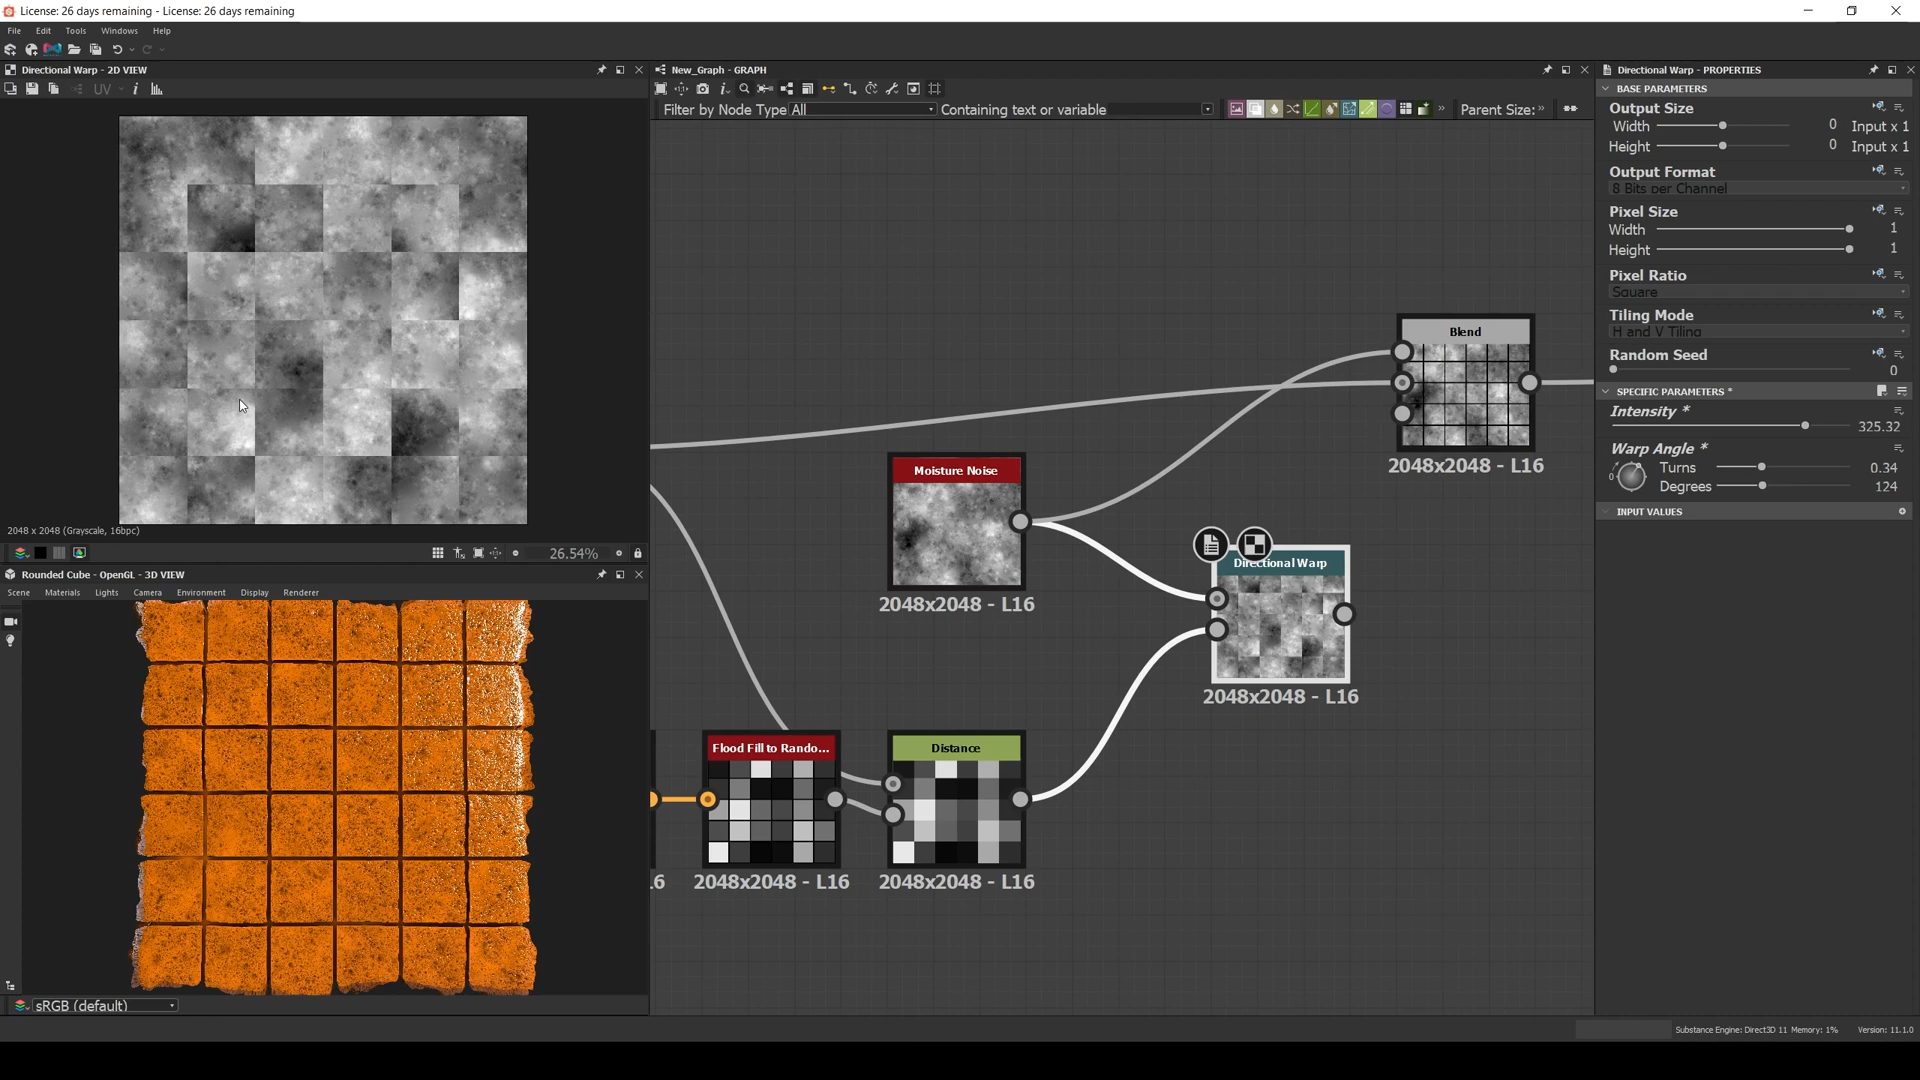 License: 26 days remaining - License: 26 days remaining
File Edit Tools Windows Help
Directional Warp - 2D VIEW
UV
2048 x 2048 (Grayscale, 16bpc)
26.54%
Rounded Cube - OpenGL - 3D VIEW
Scene Materials Lights Camera Environment Display Renderer
sRGB (default)
New_Graph - GRAPH
Filter by Node Type All Containing text or variable Parent Size:
Blend
2048x2048 - L16
Moisture Noise
2048x2048 - L16
Directional Warp
2048x2048 - L16
Flood Fill to Rando...
2048x2048 - L16
Distance
2048x2048 - L16
.6
Directional Warp - PROPERTIES
BASE PARAMETERS
Output Size
Width 0 Input x 1
Height 0 Input x 1
Output Format
8 Bits per Channel
Pixel Size
Width 1
Height 1
Pixel Ratio
Square
Tiling Mode
H and V Tiling
Random Seed
0
SPECIFIC PARAMETERS *
Intensity *
325.32
Warp Angle *
0 Turns 0.34
Degrees 124
INPUT VALUES
Substance Engine: Direct3D 11 Memory: 1% Version: 11.1.0